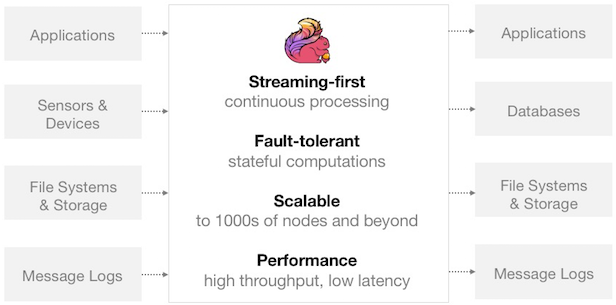 Applications
Sensors &
Devices
File Systems
& Storage
Message Logs
Streaming-first
continuous processing
Fault-tolerant
stateful computations
Scalable
to 1000s of nodes and beyond
Performance
high throughput, low latency
Applications
Databases
File Systems
& Storage
Message Logs